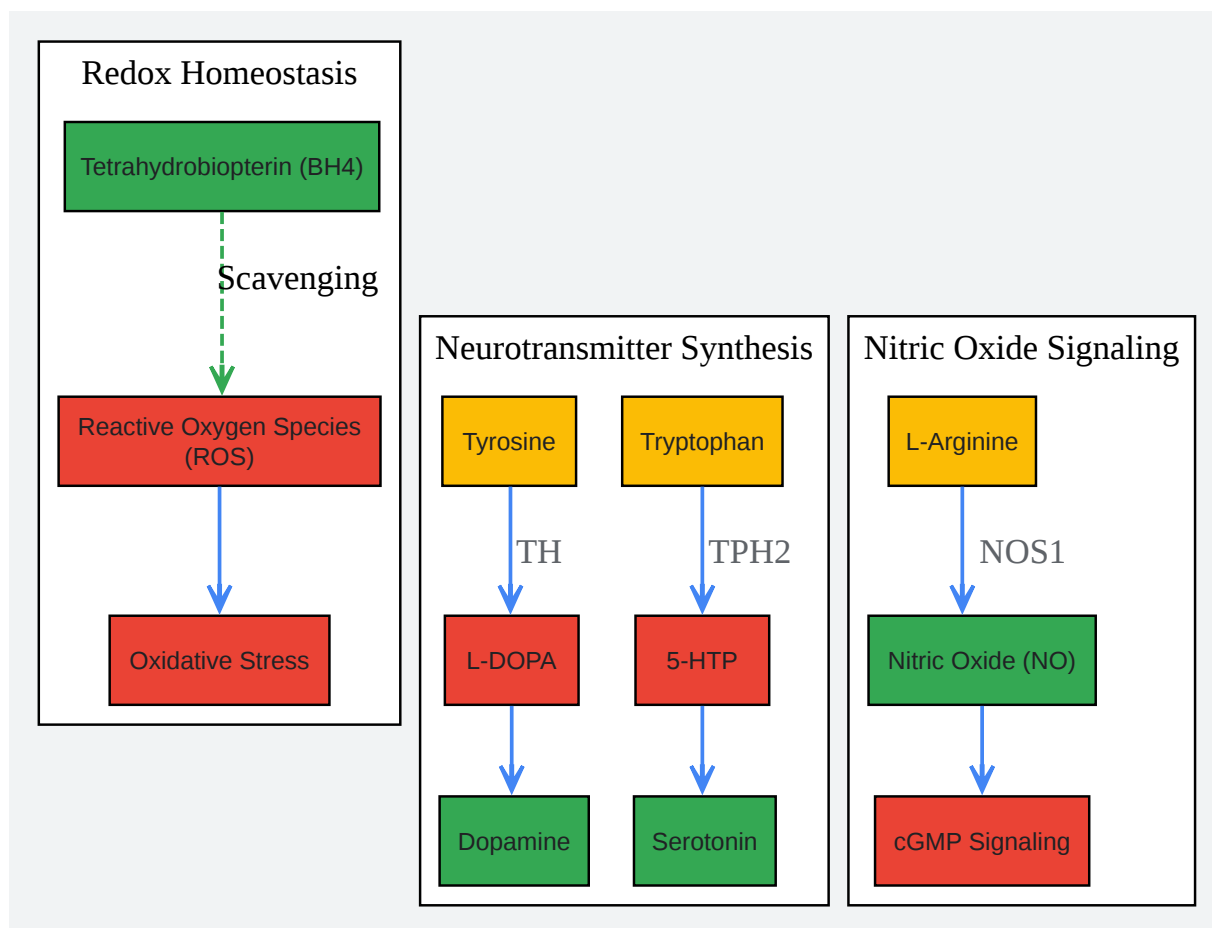 Redox Homeostasis
Tetrahydrobiopterin (BH4)
Scavenging
Reactive Oxygen Species
(ROS)
Oxidative Stress
Neurotransmitter Synthesis
Tyrosine
Tryptophan
TH
TPH2
L-DOPA
5-HTP
Dopamine
Serotonin
Nitric Oxide Signaling
L-Arginine
NOS1
Nitric Oxide (NO)
cGMP Signaling